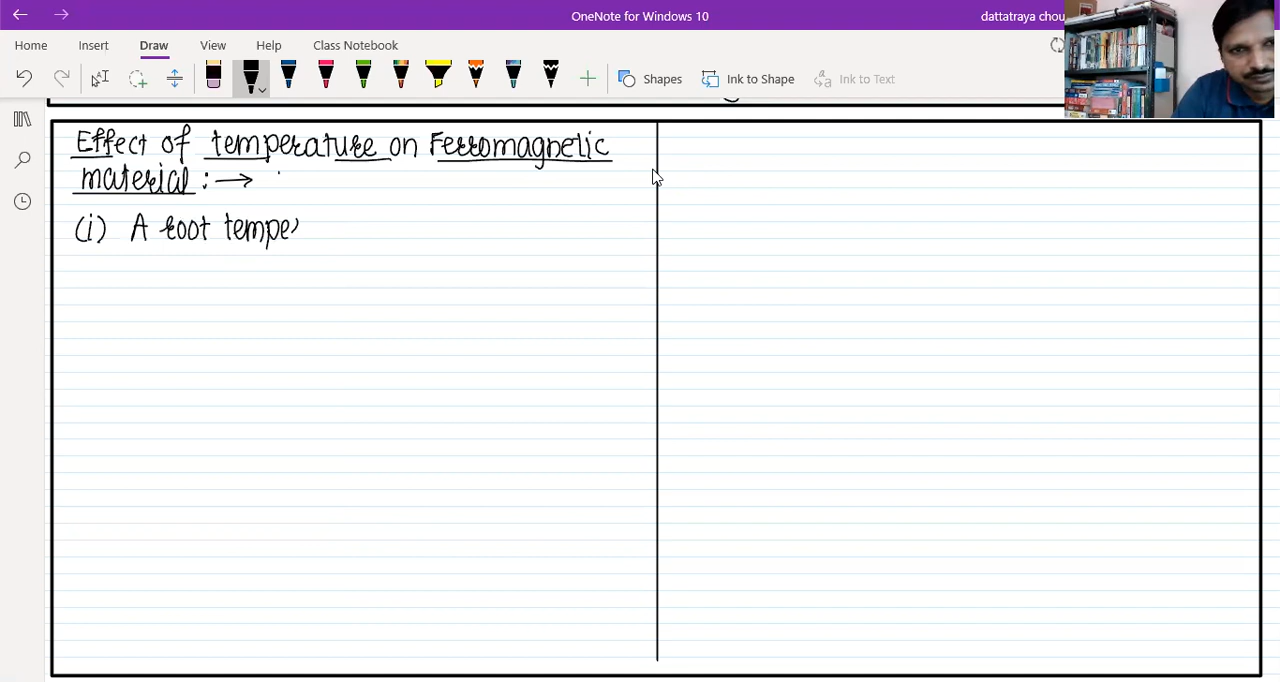 OneNote for Windows 10
dattatraya chou
Home Insert Draw View Help Class Notebook
Shapes Ink to Shape Ink to Text
Effect of temperature on Ferromagnetic
material :→
(i) A root tempe